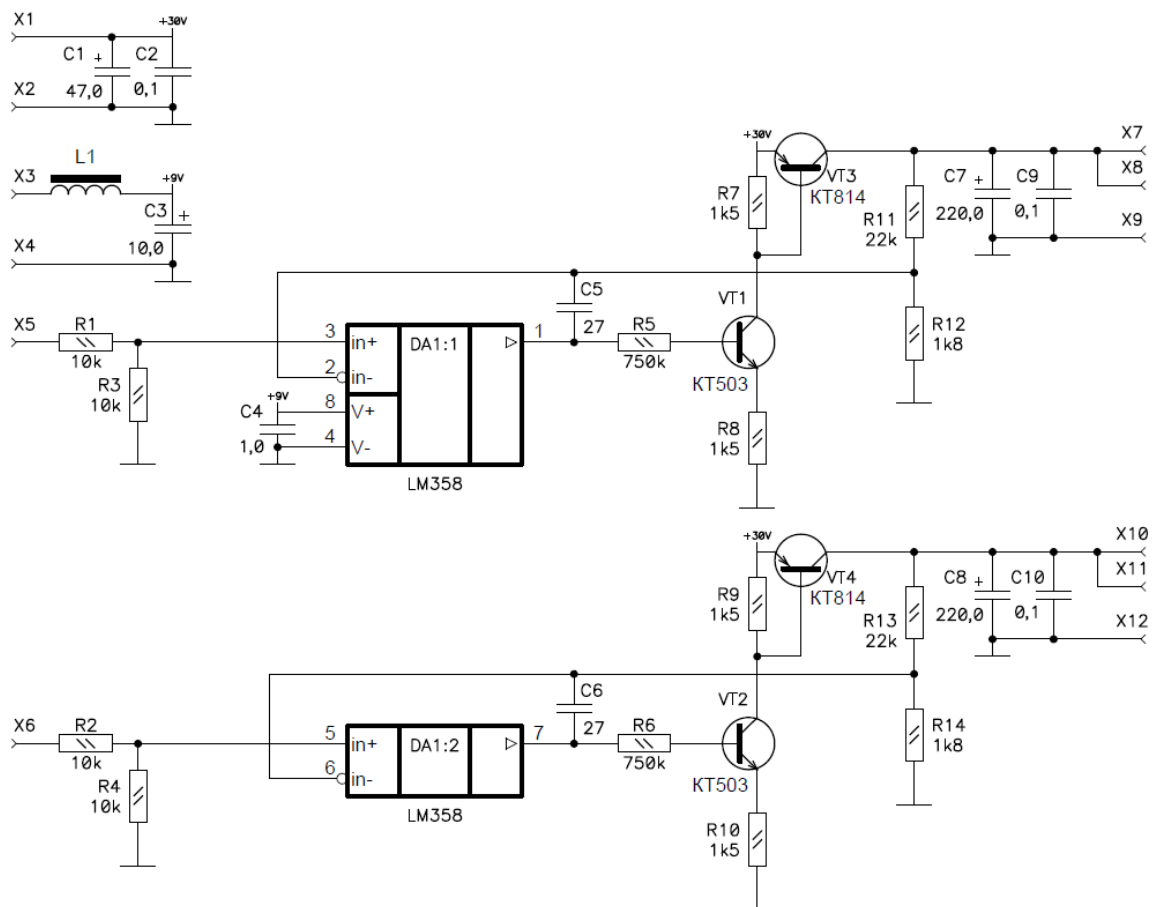 X1
+30V
C1
+
C2
47,0
0,1
X2
L1
X3
+9V
C3
+
10,0
X4
X5
R1
10k
R3
10k
3
in+
2
in-
DA1:1
1
+9V
C4
1,0
8
V+
4
V-
LM358
C5
27
R5
750k
VT1
КТ503
R8
1k5
+30V
R7
1k5
VT3
КТ814
R11
22k
R12
1k8
C7
+
220,0
C9
0,1
X7
X8
X9
X6
R2
10k
R4
10k
5
in+
6
in-
DA1:2
7
LM358
C6
27
R6
750k
VT2
КТ503
R10
1k5
+30V
R9
1k5
VT4
КТ814
R13
22k
R14
1k8
C8
+
220,0
C10
0,1
X10
X11
X12